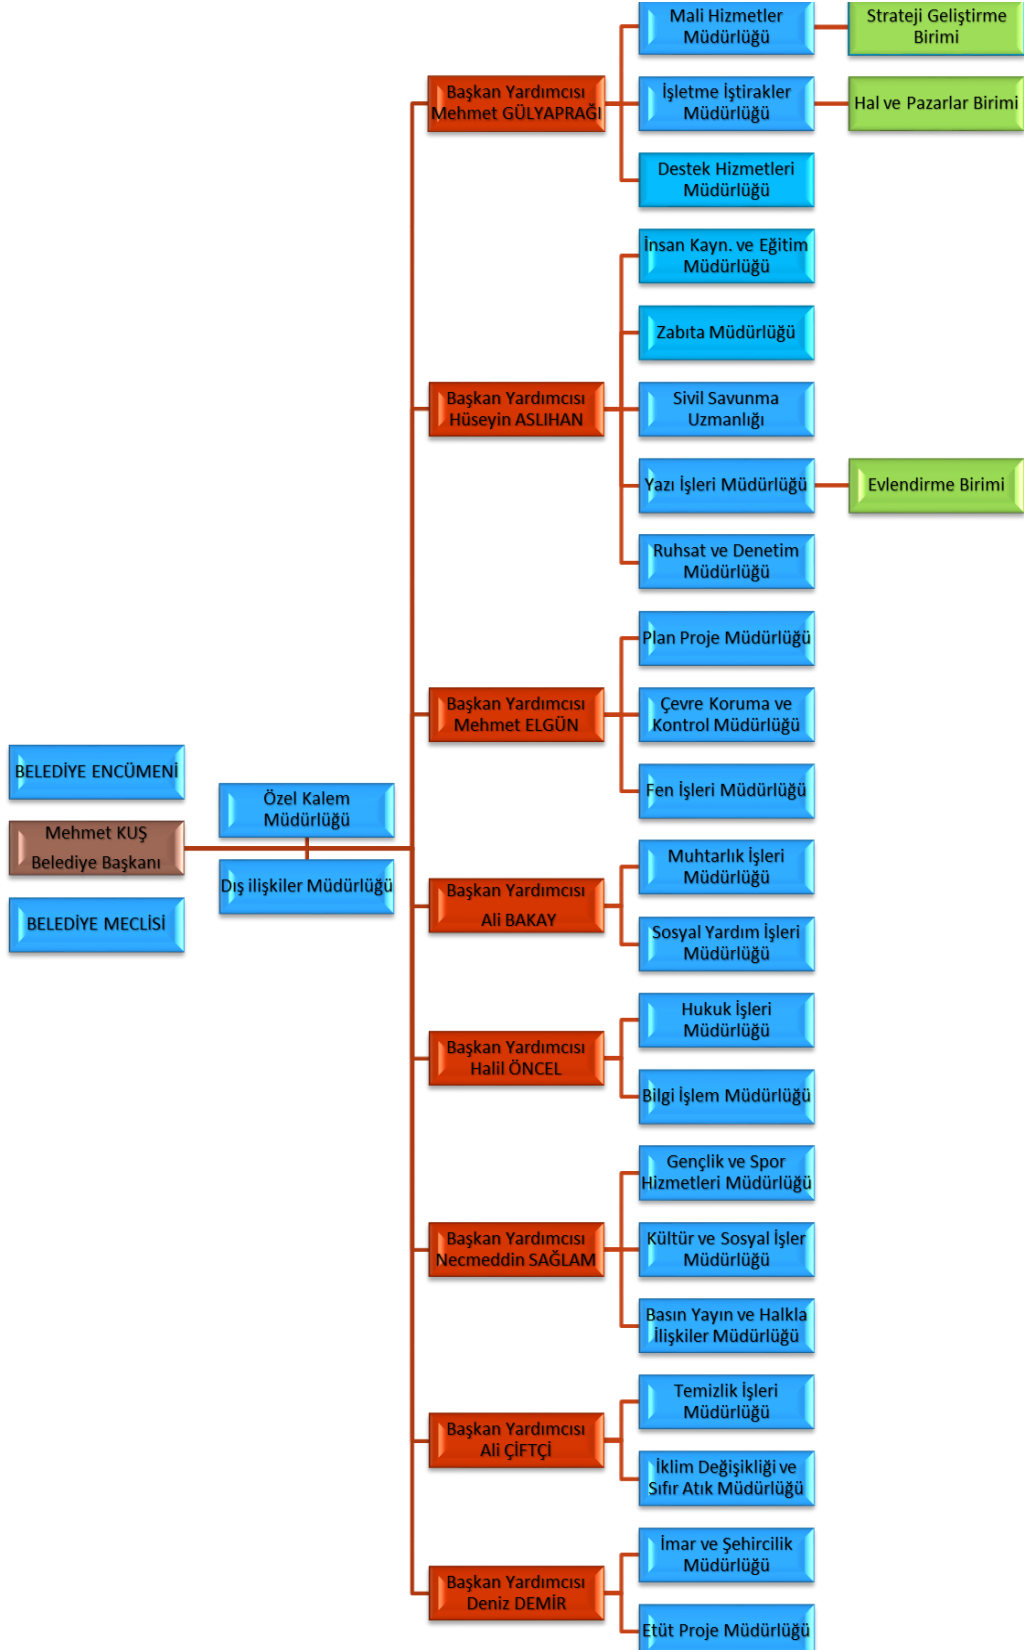 Mali Hizmetler
Müdürlüğü
Strateji Geliştirme
Birimi
Başkan Yardımcısı
Mehmet GÜLYAPRAĞI
İşletme İştirakler
Müdürlüğü
Hal ve Pazarlar Birimi
Destek Hizmetleri
Müdürlüğü
İnsan Kayn. ve Eğitim
Müdürlüğü
Zabıta Müdürlüğü
Başkan Yardımcısı
Hüseyin ASLIHAN
Sivil Savunma
Uzmanlığı
Yazı İşleri Müdürlüğü
Evlendirme Birimi
Ruhsat ve Denetim
Müdürlüğü
Plan Proje Müdürlüğü
Başkan Yardımcısı
Mehmet ELGÜN
Çevre Koruma ve
Kontrol Müdürlüğü
Fen İşleri Müdürlüğü
BELEDİYE ENCÜMENİ
Mehmet KUŞ
Belediye Başkanı
BELEDİYE MECLİSİ
Özel Kalem
Müdürlüğü
Dış ilişkiler Müdürlüğü
Başkan Yardımcısı
Ali BAKAY
Muhtarlık İşleri
Müdürlüğü
Sosyal Yardım İşleri
Müdürlüğü
Başkan Yardımcısı
Halil ÖNCEL
Hukuk İşleri
Müdürlüğü
Bilgi İşlem Müdürlüğü
Başkan Yardımcısı
Necmeddin SAĞLAM
Gençlik ve Spor
Hizmetleri Müdürlüğü
Kültür ve Sosyal İşler
Müdürlüğü
Basın Yayın ve Halkla
İlişkiler Müdürlüğü
Başkan Yardımcısı
Ali ÇİFTÇİ
Temizlik İşleri
Müdürlüğü
İklim Değişikliği ve
Sıfır Atık Müdürlüğü
Başkan Yardımcısı
Deniz DEMİR
İmar ve Şehircilik
Müdürlüğü
Etüt Proje Müdürlüğü